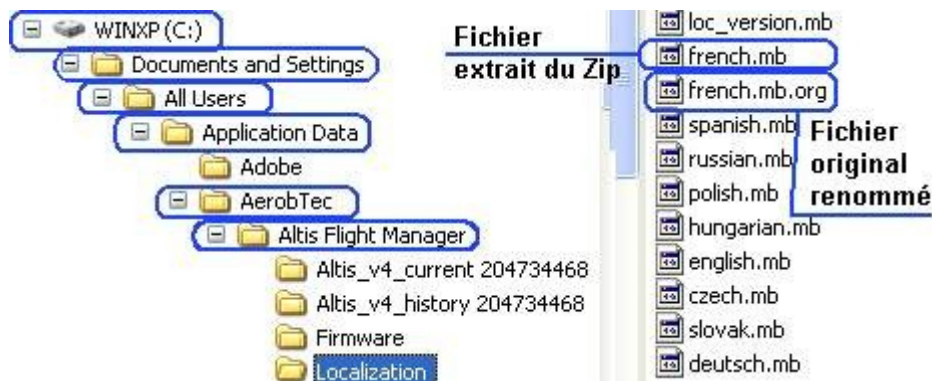 WINXP (C:)
Documents and Settings
All Users
Application Data
Adobe
AerobTec
Altis Flight Manager
Altis_v4_current 204734468
Altis_v4_history 204734468
Firmware
Localization
Fichier
extrait du Zip
loc_version.mb
french.mb
french.mb.org
spanish.mb
russian.mb
polish.mb
hungarian.mb
english.mb
czech.mb
slovak.mb
deutsch.mb
Fichier
original
renommé